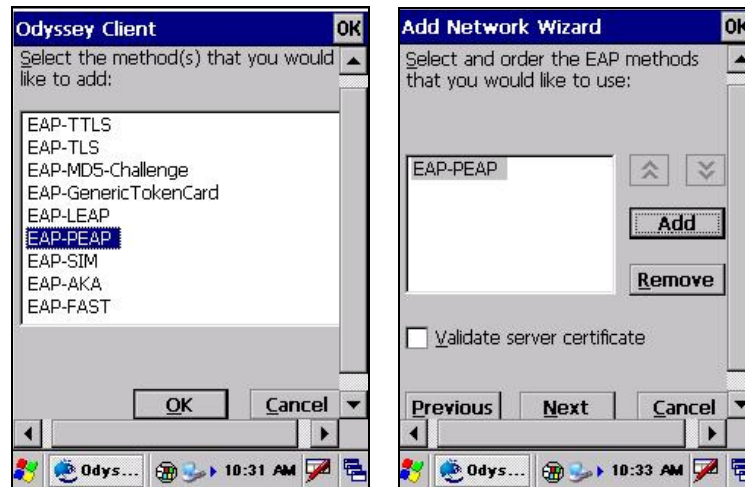 Odyssey Client OK
Select the method(s) that you would
like to add:
EAP-TTLS
EAP-TLS
EAP-MD5-Challenge
EAP-GenericTokenCard
EAP-LEAP
EAP-PEAP
EAP-SIM
EAP-AKA
EAP-FAST
OK Cancel
Odys... 10:31 AM
Add Network Wizard OK
Select and order the EAP methods
that you would like to use:
EAP-PEAP
Add
Remove
Validate server certificate
Previous Next Cancel
Odys... 10:33 AM